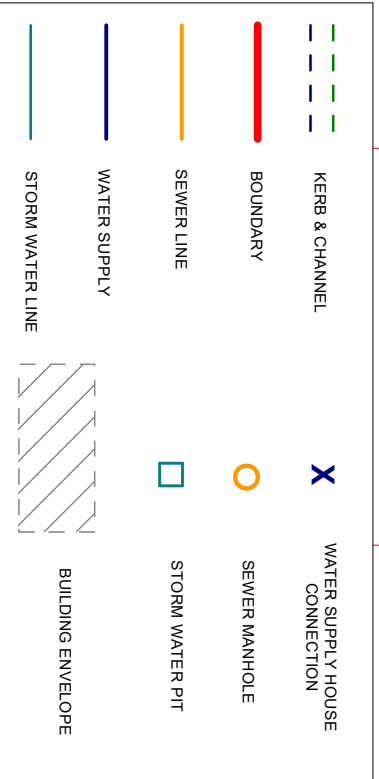 KERB & CHANNEL
BOUNDARY
SEWER LINE
WATER SUPPLY
STORM WATER LINE
X
WATER SUPPLY HOUSE
CONNECTION
SEWER MANHOLE
STORM WATER PIT
BUILDING ENVELOPE